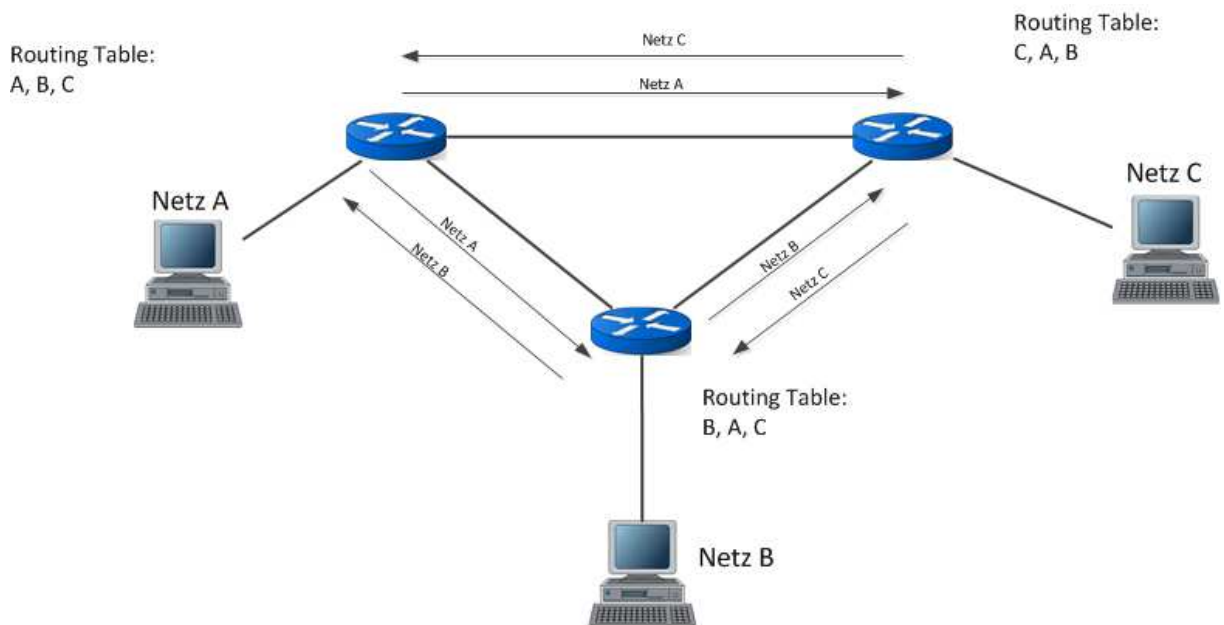 Routing Table:
A, B, C
Netz C
Netz A
Routing Table:
C, A, B
Netz A
Netz C
Netz A
Netz B
Netz B
Netz C
Routing Table:
B, A, C
Netz B